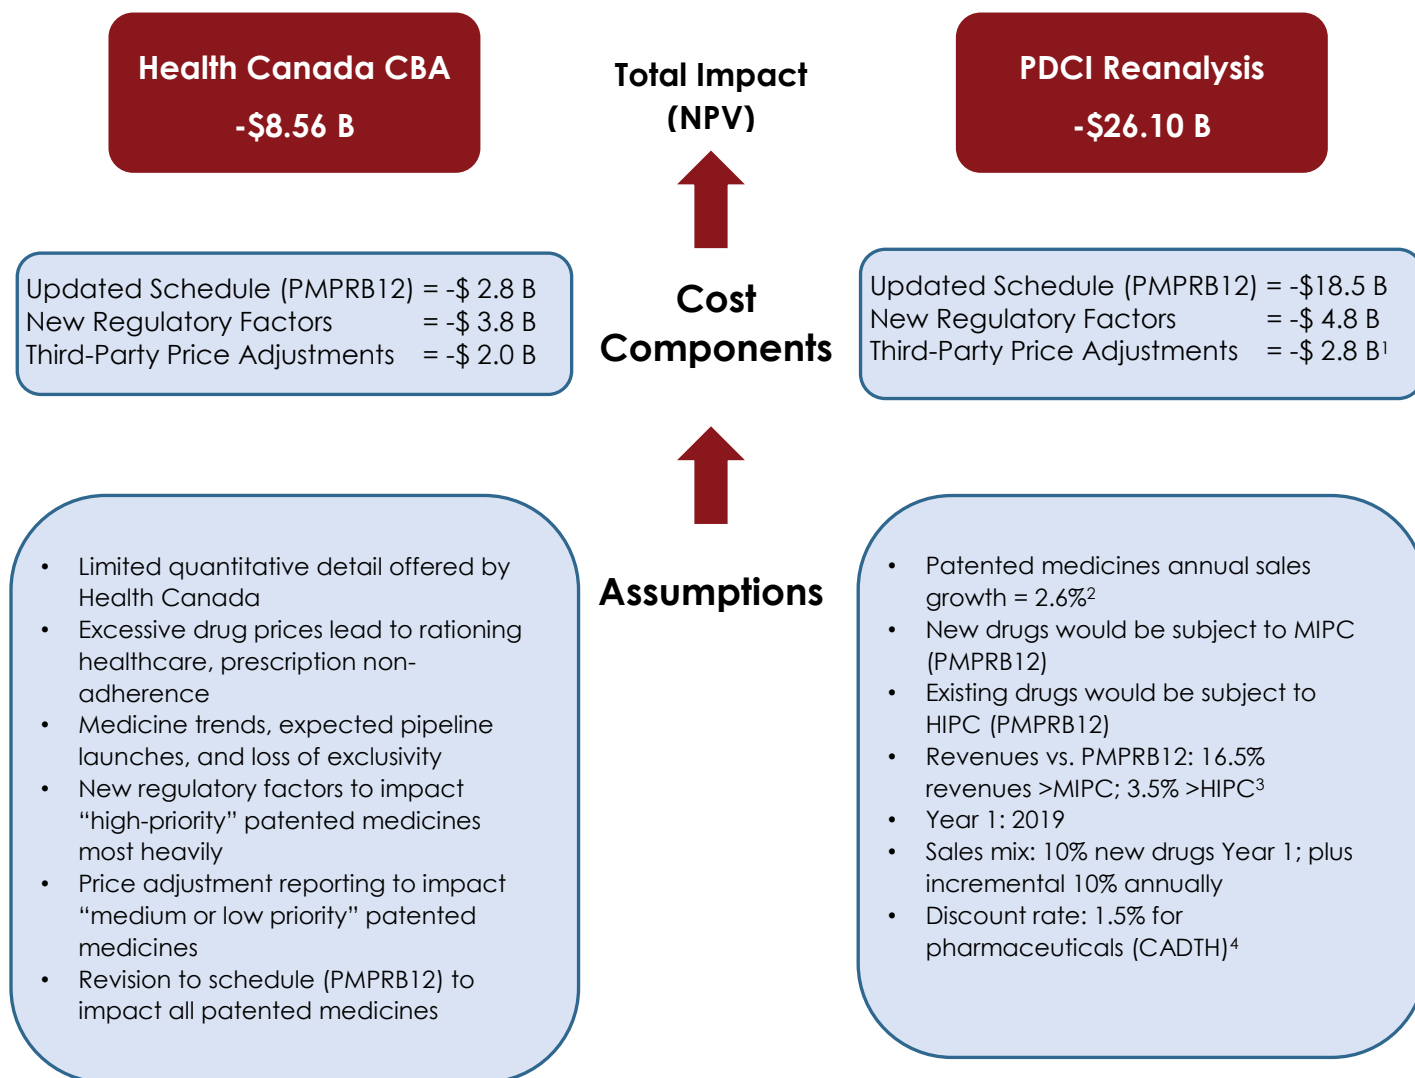 Health Canada CBA
-$8.56 B
Total Impact
(NPV)
PDCI Reanalysis
-$26.10 B
Updated Schedule (PMPRB12) = -$ 2.8 B
New Regulatory Factors = -$ 3.8 B
Third-Party Price Adjustments = -$ 2.0 B
Cost
Components
Updated Schedule (PMPRB12) = -$18.5 B
New Regulatory Factors = -$ 4.8 B
Third-Party Price Adjustments = -$ 2.8 B¹
• Limited quantitative detail offered by
Health Canada
• Excessive drug prices lead to rationing
healthcare, prescription non-
adherence
• Medicine trends, expected pipeline
launches, and loss of exclusivity
• New regulatory factors to impact
“high-priority” patented medicines
most heavily
• Price adjustment reporting to impact
“medium or low priority” patented
medicines
• Revision to schedule (PMPRB12) to
impact all patented medicines
Assumptions
• Patented medicines annual sales
growth = 2.6%²
• New drugs would be subject to MIPC
(PMPRB12)
• Existing drugs would be subject to
HIPC (PMPRB12)
• Revenues vs. PMPRB12: 16.5%
revenues >MIPC; 3.5% >HIPC³
• Year 1: 2019
• Sales mix: 10% new drugs Year 1; plus
incremental 10% annually
• Discount rate: 1.5% for
pharmaceuticals (CADTH)⁴